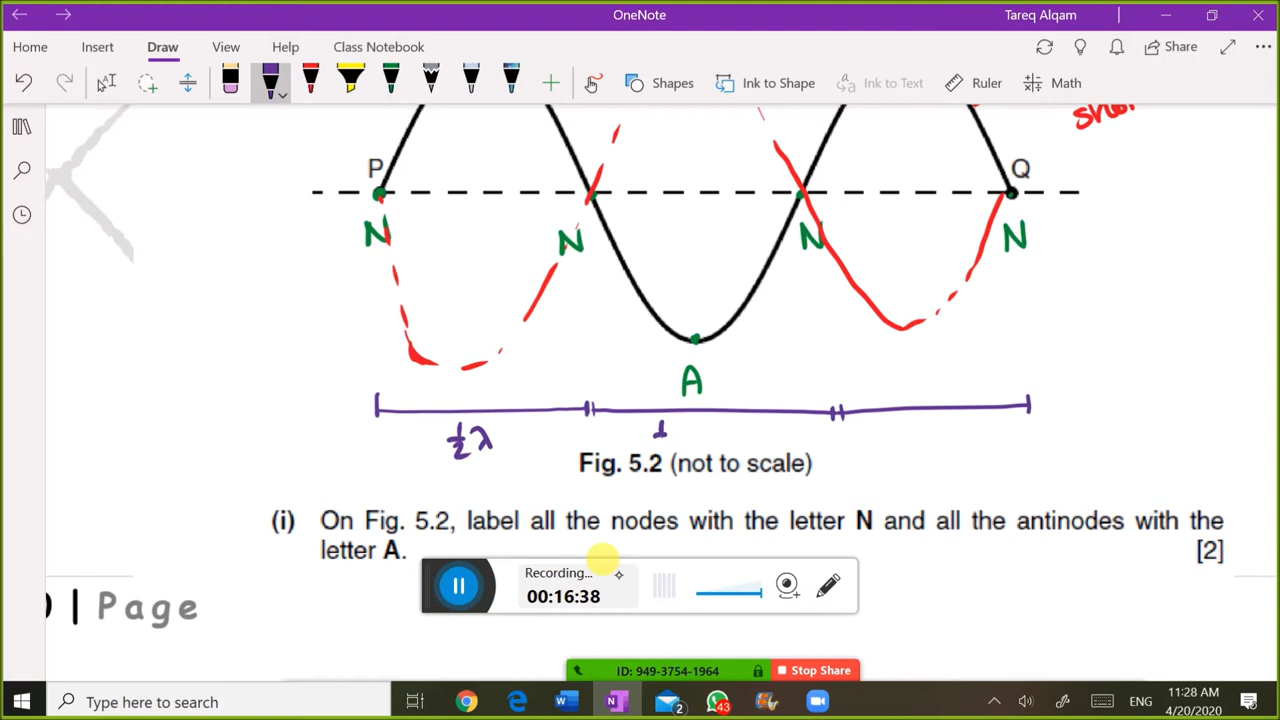 OneNote
Tareq Alqam
Home Insert Draw View Help Class Notebook
Share
Shapes
Ink to Shape
Ink to Text
Ruler
Math
P
Q
N
N
N
N
A
½λ
1
Fig. 5.2 (not to scale)
(i) On Fig. 5.2, label all the nodes with the letter N and all the antinodes with the
letter A. [2]
Recording...
00:16:38
| Page
ID: 949-3754-1964
Stop Share
Type here to search
2
43
ENG
11:28 AM
4/20/2020